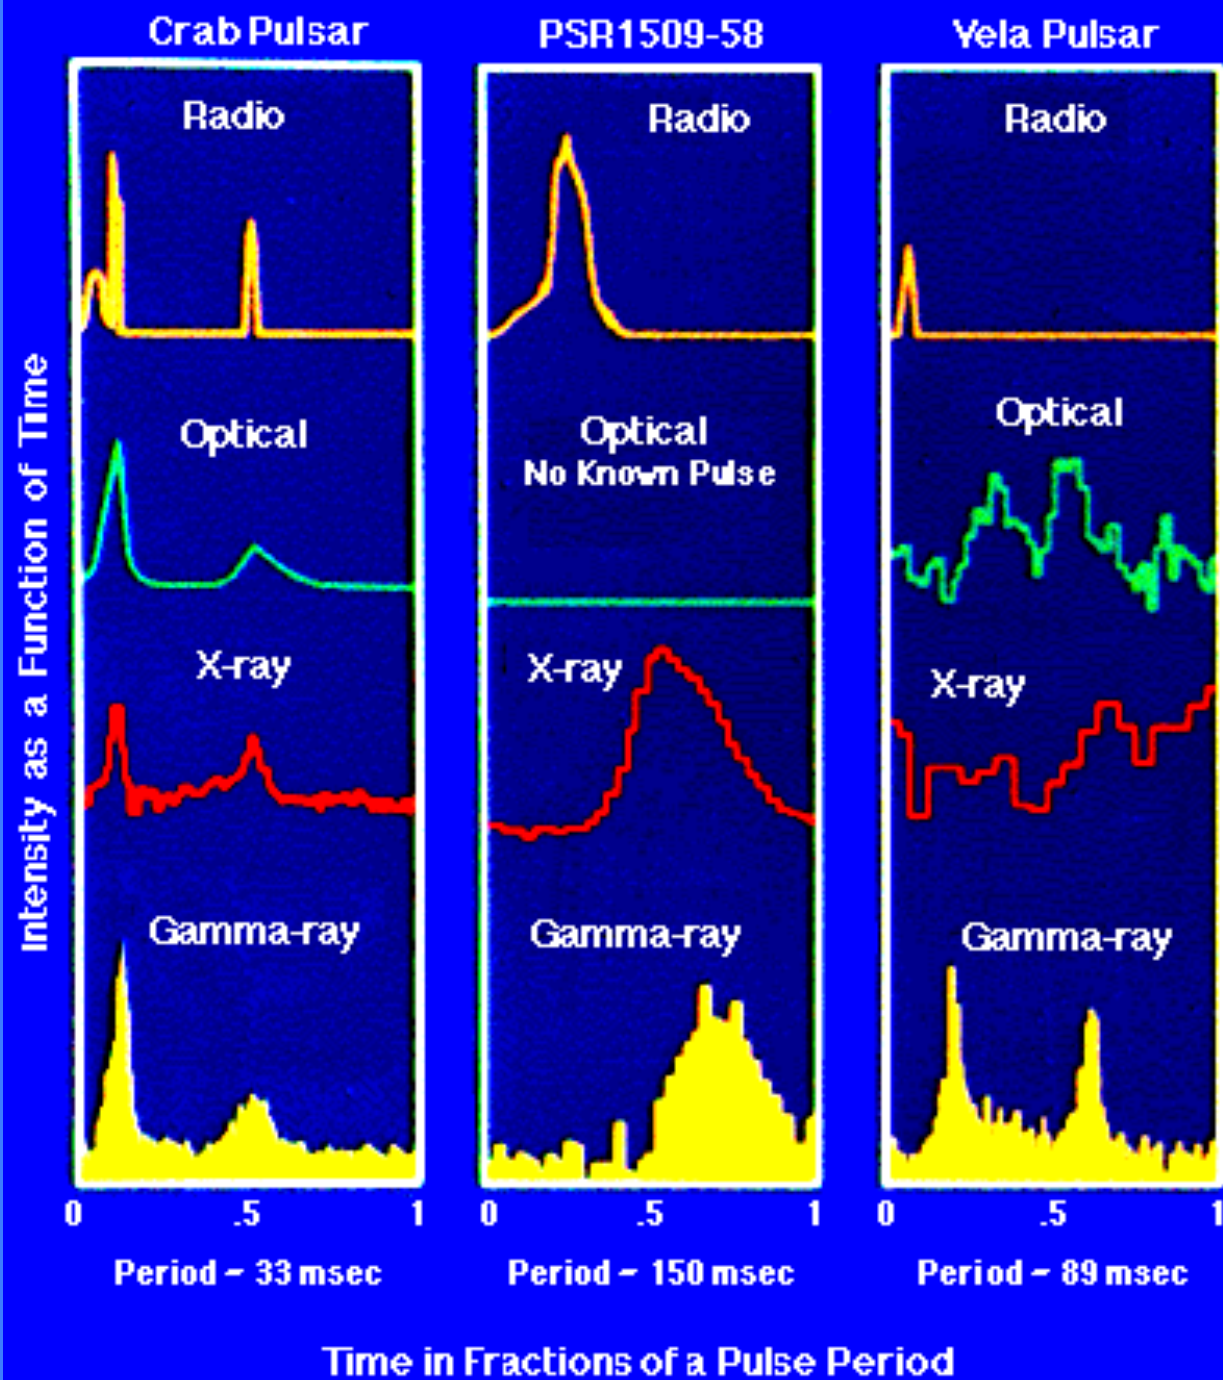 Crab Pulsar
PSR1509-58
Vela Pulsar
Radio
Radio
Radio
Optical
Optical
No Known Pulse
Optical
X-ray
X-ray
X-ray
Gamma-ray
Gamma-ray
Gamma-ray
Intensity as a Function of Time
0 .5 1
0 .5 1
0 .5 1
Period ~ 33 msec
Period ~ 150 msec
Period ~ 89 msec
Time in Fractions of a Pulse Period